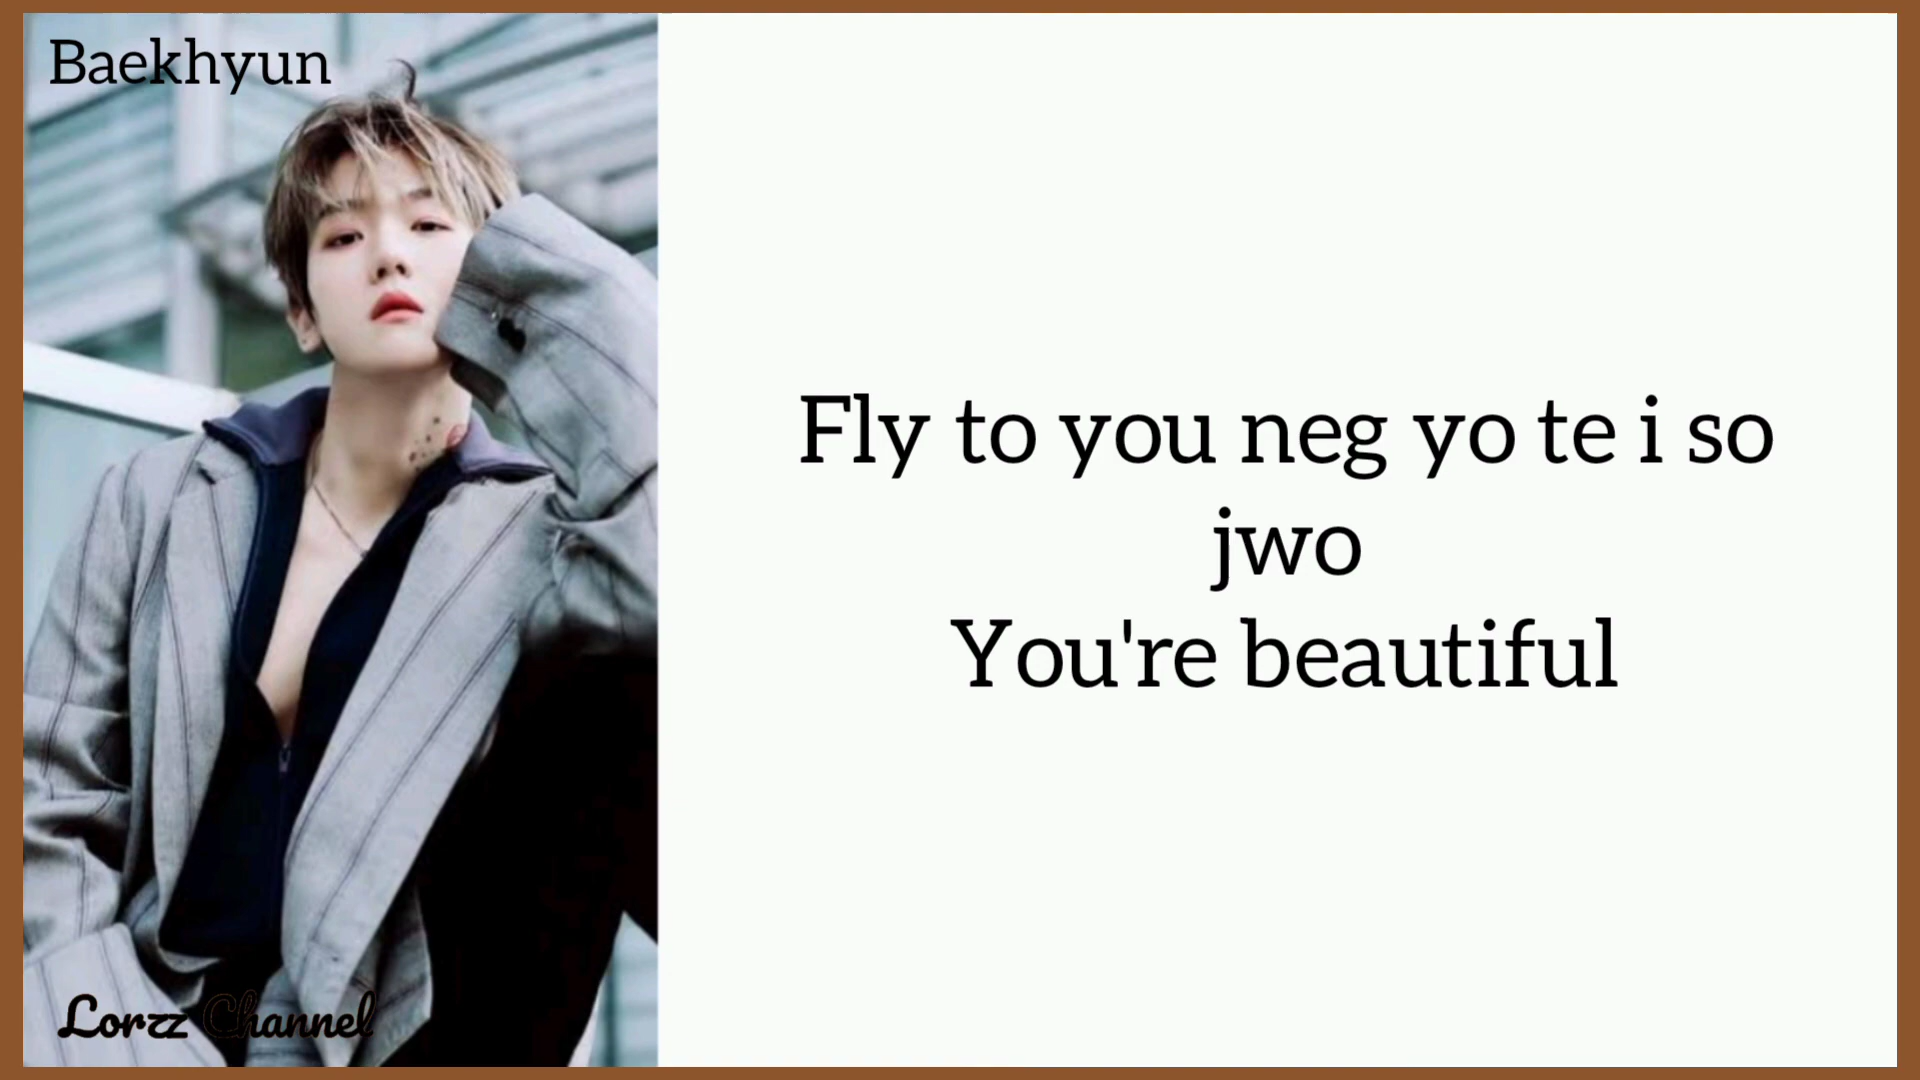 Baekhyun
Fly to you neg yo te i so
jwo
You're beautiful
Lorzz Channel